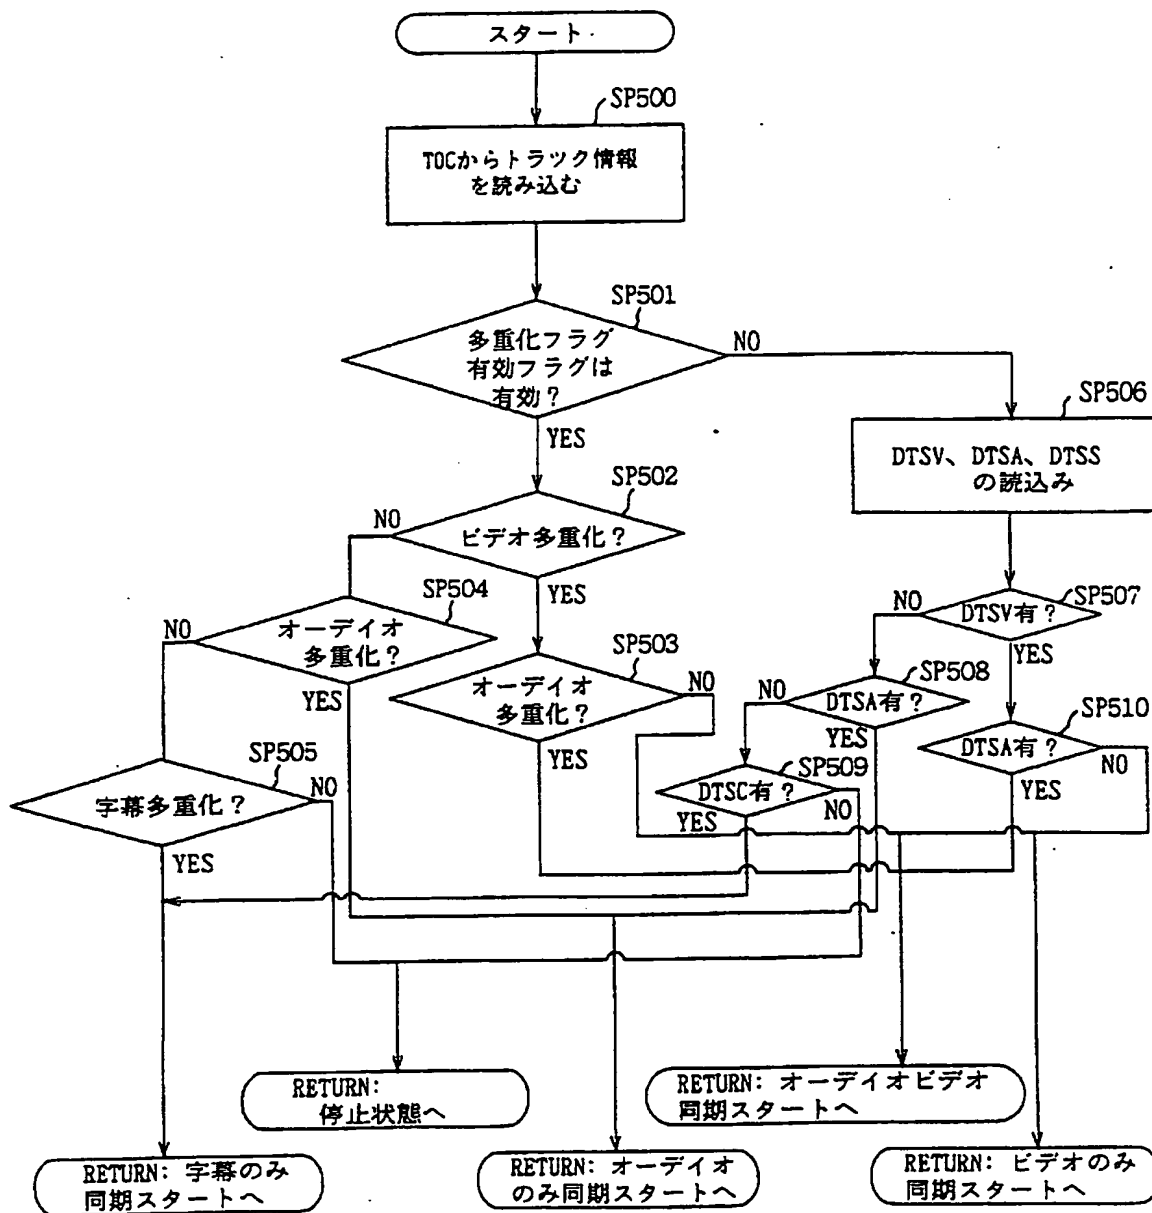 スタート
SP500
TOCからトラツク情報
を読み込む
SP501
多重化フラグ
有効フラグは
有効?
NO
YES
SP506
DTSV、DTSA、DTSS
の読込み
SP502
ビデオ多重化?
NO
YES
SP507
DTSV有?
NO
YES
SP504
オーデイオ
多重化?
NO
YES
SP503
オーデイオ
多重化?
NO
YES
SP508
DTSA有?
NO
YES
SP510
DTSA有?
NO
YES
SP505
字幕多重化?
NO
YES
SP509
DTSC有?
YES
NO
RETURN:
停止状態へ
RETURN: オーデイオビデオ
同期スタートへ
RETURN: 字幕のみ
同期スタートへ
RETURN: オーデイオ
のみ同期スタートへ
RETURN: ビデオのみ
同期スタートへ